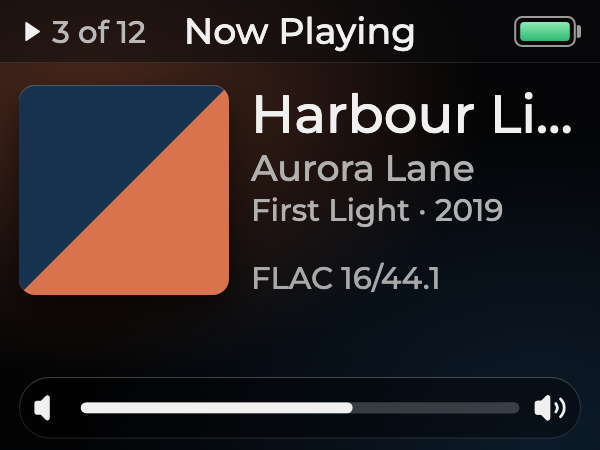 3 of 12
Now Playing
Harbour Li...
Aurora Lane
First Light · 2019
FLAC 16/44.1